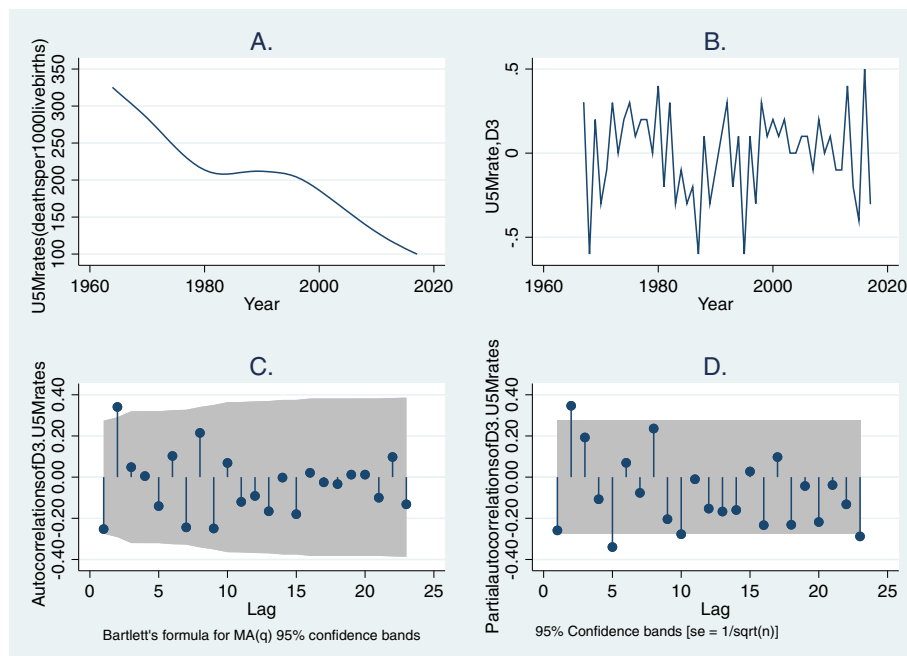 A.
U5Mrates(deathsper1000livebirths)
350
300
250
200
150
100
1960 1980 2000 2020
Year
B.
U5Mrate,D3
.5
0
-.5
1960 1980 2000 2020
Year
C.
AutocorrelationsofD3.U5Mrates
0.40
0.20
0.00
-0.20
-0.40
0 5 10 15 20 25
Lag
Bartlett's formula for MA(q) 95% confidence bands
D.
PartialautocorrelationsofD3.U5Mrates
0.40
0.20
0.00
-0.20
-0.40
0 5 10 15 20 25
Lag
95% Confidence bands [se = 1/sqrt(n)]